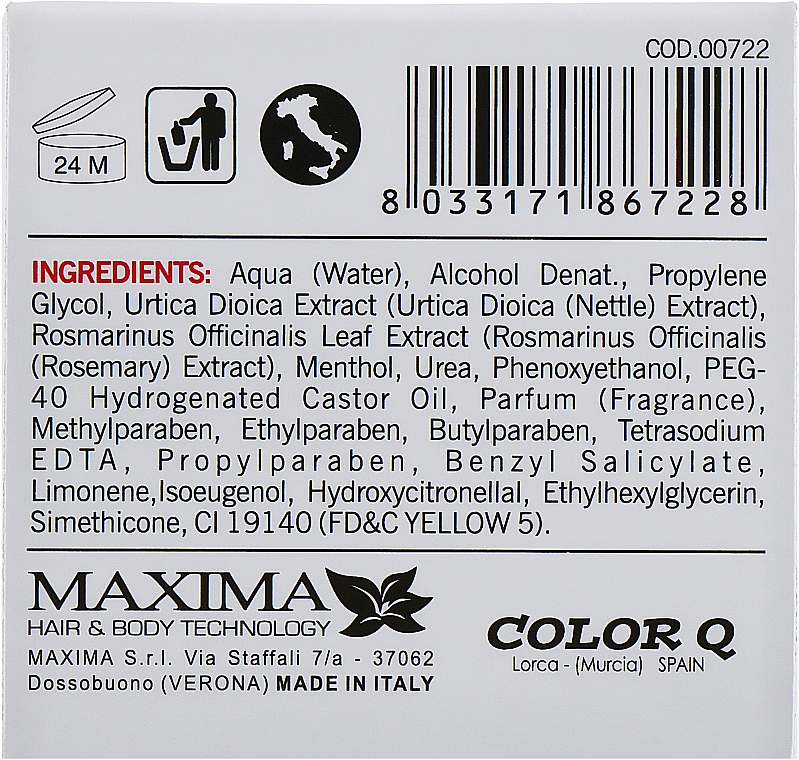 COD.00722
24 M
8 033171 867228
INGREDIENTS: Aqua (Water), Alcohol Denat., Propylene
Glycol, Urtica Dioica Extract (Urtica Dioica (Nettle) Extract),
Rosmarinus Officinalis Leaf Extract (Rosmarinus Officinalis
(Rosemary) Extract), Menthol, Urea, Phenoxyethanol, PEG-
40 Hydrogenated Castor Oil, Parfum (Fragrance),
Methylparaben, Ethylparaben, Butylparaben, Tetrasodium
EDTA, Propylparaben, Benzyl Salicylate,
Limonene,Isoeugenol, Hydroxycitronellal, Ethylhexylglycerin,
Simethicone, CI 19140 (FD&C YELLOW 5).
MAXIMA
HAIR & BODY TECHNOLOGY
MAXIMA S.r.l. Via Staffali 7/a - 37062
Dossobuono (VERONA) MADE IN ITALY
COLOR Q
Lorca - (Murcia) SPAIN